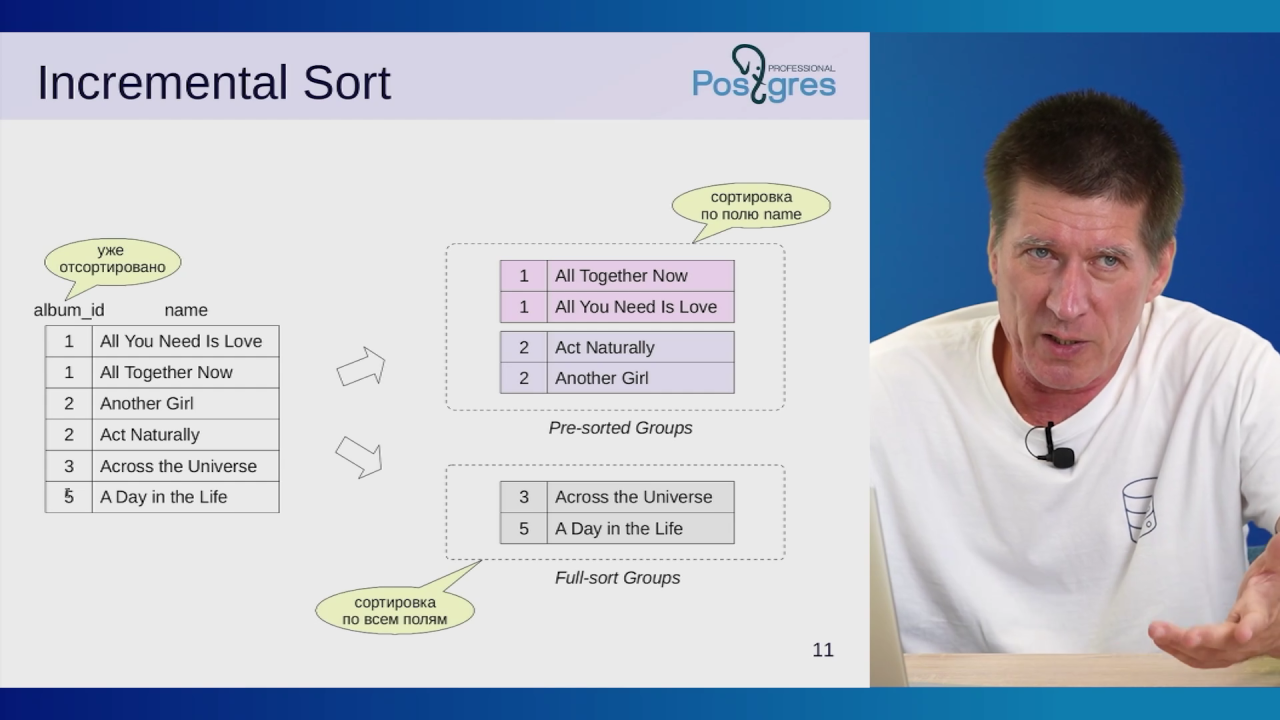 Incremental Sort
PROFESSIONAL
Postgres
сортировка
по полю name
уже
отсортировано
album_id name
1 All You Need Is Love
1 All Together Now
2 Another Girl
2 Act Naturally
3 Across the Universe
5 A Day in the Life
1 All Together Now
1 All You Need Is Love
2 Act Naturally
2 Another Girl
Pre-sorted Groups
3 Across the Universe
5 A Day in the Life
Full-sort Groups
сортировка
по всем полям
11